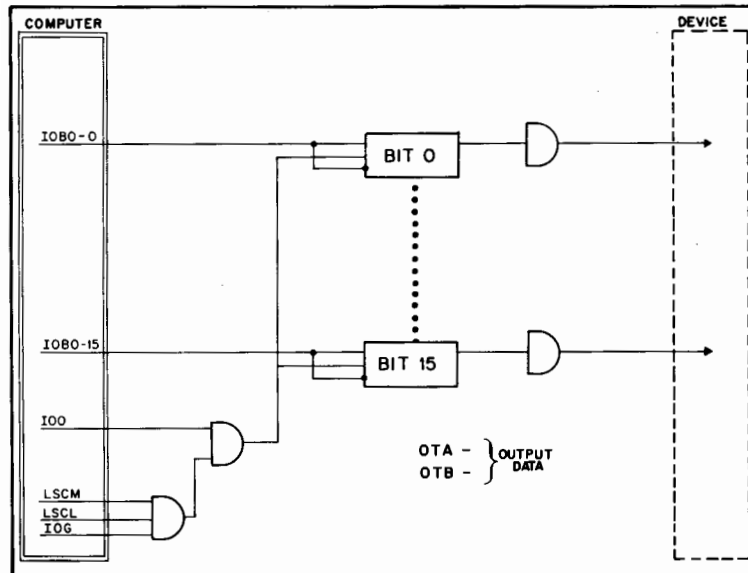 COMPUTER
DEVICE
IOBO-0
BIT 0
IOBO-15
BIT 15
IOO
OTA - } OUTPUT
OTB - } DATA
LSCM
LSCL
IOG